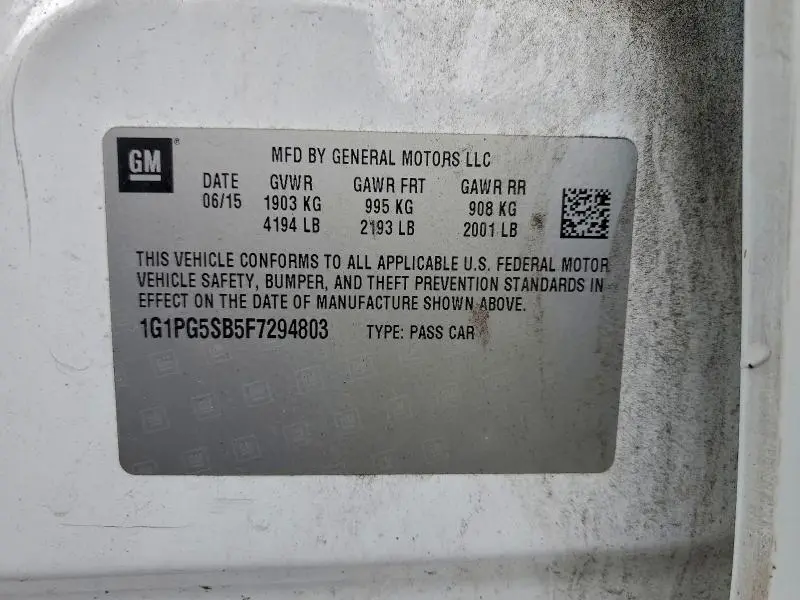 GM ®
MFD BY GENERAL MOTORS LLC
DATE GVWR GAWR FRT GAWR RR
06/15 1903 KG 995 KG 908 KG
4194 LB 2193 LB 2001 LB
THIS VEHICLE CONFORMS TO ALL APPLICABLE U.S. FEDERAL MOTOR
VEHICLE SAFETY, BUMPER, AND THEFT PREVENTION STANDARDS IN
EFFECT ON THE DATE OF MANUFACTURE SHOWN ABOVE.
1G1PG5SB5F7294803 TYPE: PASS CAR